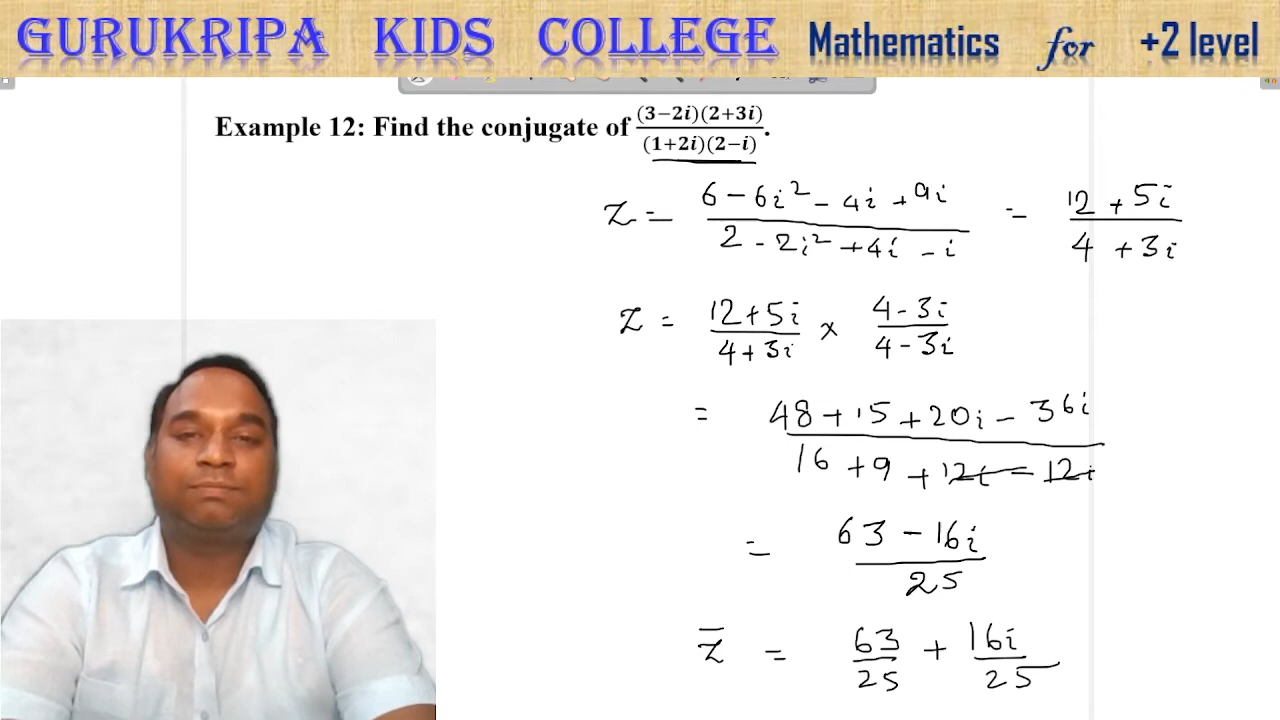 GURUKRIPA KIDS COLLEGE Mathematics for +2 level
Example 12: Find the conjugate of (3−2i)(2+3i)/(1+2i)(2−i).
z = (6 - 6i² - 4i + 9i)/(2 - 2i² + 4i - i) = (12 + 5i)/(4 + 3i)
z = (12+5i)/(4+3i) × (4-3i)/(4-3i)
= (48 + 15 + 20i - 36i)/(16 + 9 + 12i - 12i)
= (63 - 16i)/25
z̅ = 63/25 + 16i/25